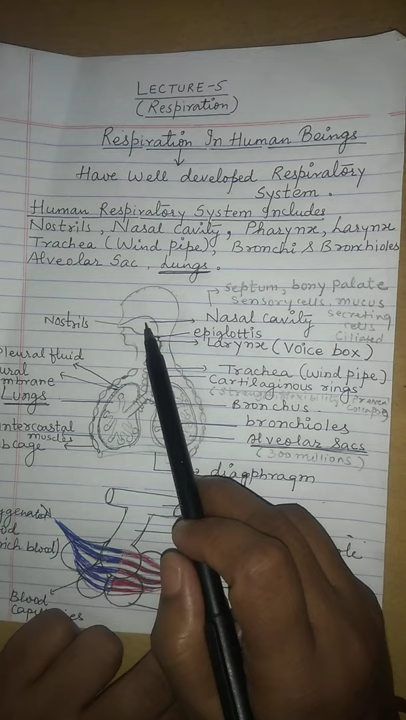 LECTURE-5
(Respiration)
Respiration In Human Beings
Have Well developed Respiratory
System.
Human Respiratory System Includes
Nostrils, Nasal Cavity, Pharynx, Larynx
Trachea (Wind pipe), Bronchi & Bronchioles
Alveolar Sac, Lungs.
Septum, bony palate
Sensory cells, mucus
secreting
cells
Ciliated
Nostrils
Nasal cavity
epiglottis
Larynx (Voice box)
Pleural fluid
Trachea (wind pipe)
Cartilaginous rings
Lungs
Bronchus
intercostal
muscles
bronchioles
Alveolar Sacs
(300 millions)
diagphragm
rich blood)
Blood